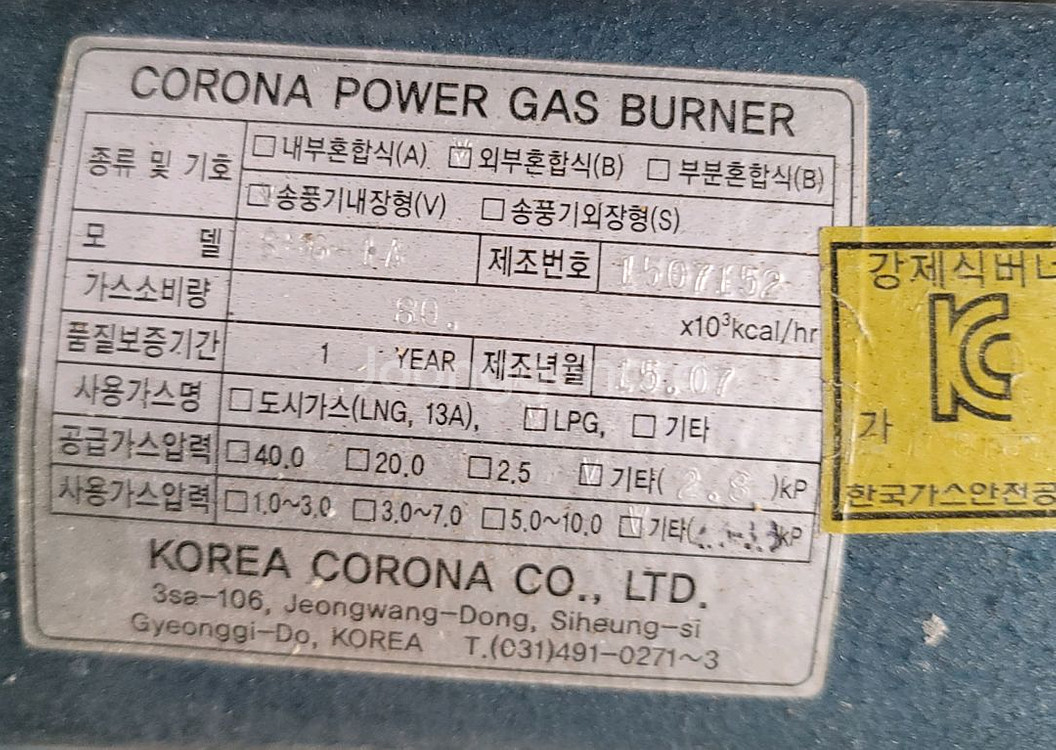 CORONA POWER GAS BURNER
종류 및 기호 □내부혼합식(A) ☑외부혼합식(B) □부분혼합식(B)
☑송풍기내장형(V) □송풍기외장형(S)
모 델 제조번호 1507152
가스소비량 80. x10³kcal/hr
품질보증기간 1 YEAR 제조년월 15.07
사용가스명 □도시가스(LNG, 13A), ☑LPG, □기타
공급가스압력 □40.0 □20.0 □2.5 ☑기타( 2.8 )kP
사용가스압력 □1.0~3.0 □3.0~7.0 □5.0~10.0 ☑기타( )kP
KOREA CORONA CO., LTD.
3sa-106, Jeongwang-Dong, Siheung-si
Gyeonggi-Do, KOREA T.(031)491-0271~3
강제식버너
가
한국가스안전공